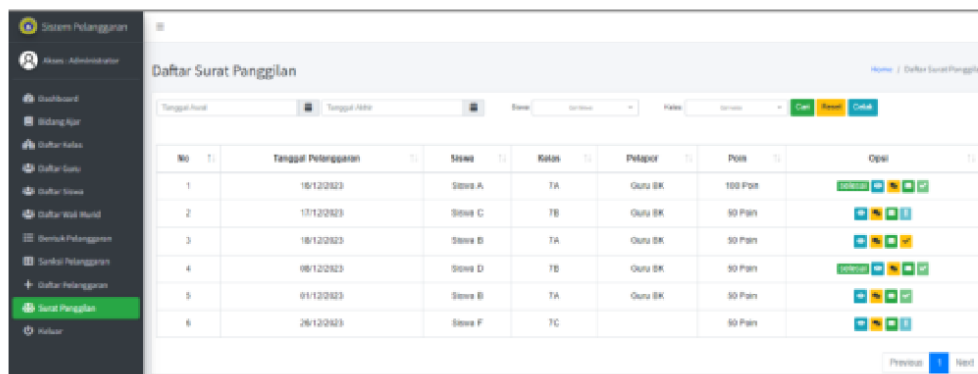 Sistem Pelanggaran
Akses : Administrator
Dashboard
Bidang Ajar
Daftar Kelas
Daftar Guru
Daftar Siswa
Daftar Wali Murid
Bentuk Pelanggaran
Sanksi Pelanggaran
Daftar Pelanggaran
Surat Panggilan
Keluar
Daftar Surat Panggilan
Home / Daftar Surat Panggila
Tanggal Awal Tanggal Akhir Siswa Kelas Cari Reset Cetak
No Tanggal Pelanggaran Siswa Kelas Pelapor Poin Opsi
1 16/12/2023 Siswa A 7A Guru BK 100 Poin selesai
2 17/12/2023 Siswa C 7B Guru BK 50 Poin
3 18/12/2023 Siswa B 7A Guru BK 50 Poin
4 08/12/2023 Siswa D 7B Guru BK 50 Poin selesai
5 01/12/2023 Siswa B 7A Guru BK 50 Poin
6 26/12/2023 Siswa F 7C 50 Poin
Previous 1 Next